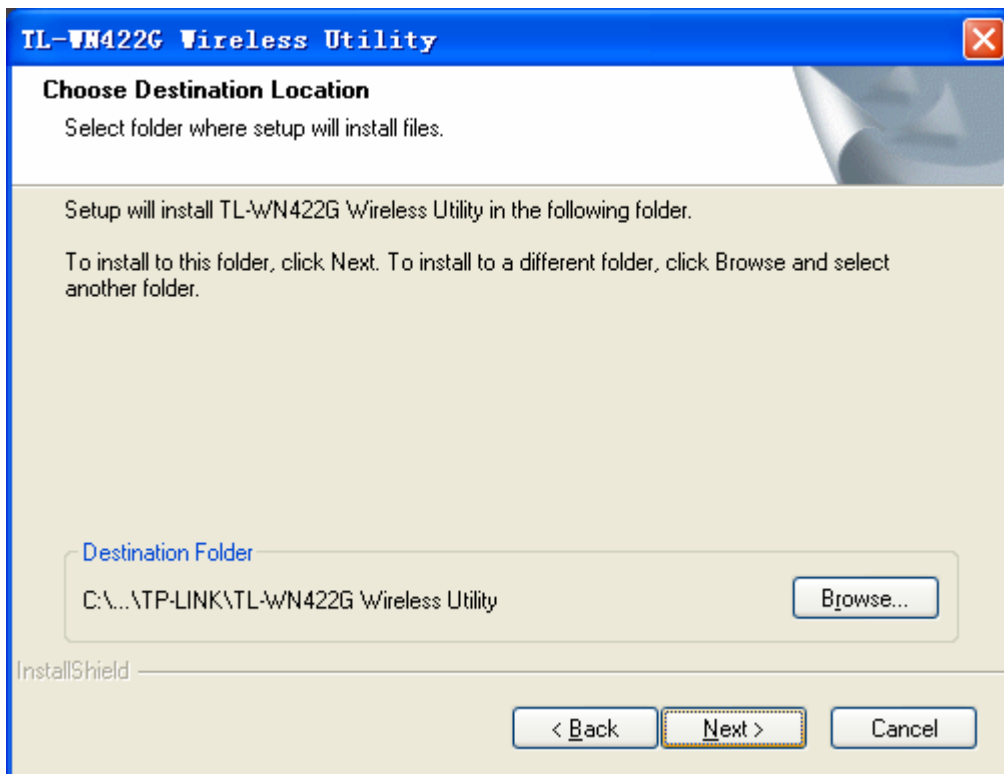 TL-WN422G Wireless Utility
Choose Destination Location
Select folder where setup will install files.
Setup will install TL-WN422G Wireless Utility in the following folder.
To install to this folder, click Next. To install to a different folder, click Browse and select
another folder.
Destination Folder
C:\...\TP-LINK\TL-WN422G Wireless Utility
Browse...
InstallShield
< Back
Next >
Cancel